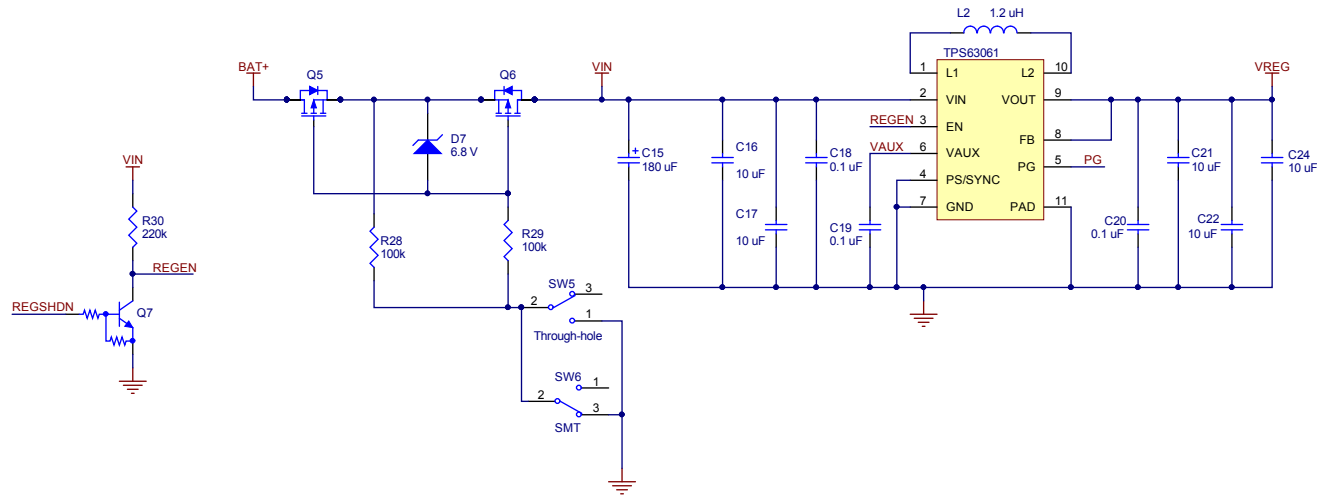 L2 1.2 uH
TPS63061
BAT+
Q5
Q6
VIN
VREG
1 L1 L2 10
2 VIN VOUT 9
REGEN 3 EN
FB 8
VAUX 6 VAUX
PG 5 PG
4 PS/SYNC
7 GND PAD 11
D7
6.8 V
C15
180 uF
+
C16
10 uF
C17
10 uF
C18
0.1 uF
C19
0.1 uF
C20
0.1 uF
C21
10 uF
C22
10 uF
C24
10 uF
VIN
R30
220k
REGEN
REGSHDN
Q7
R28
100k
R29
100k
SW5
3
2
1
Through-hole
SW6
1
2
3
SMT